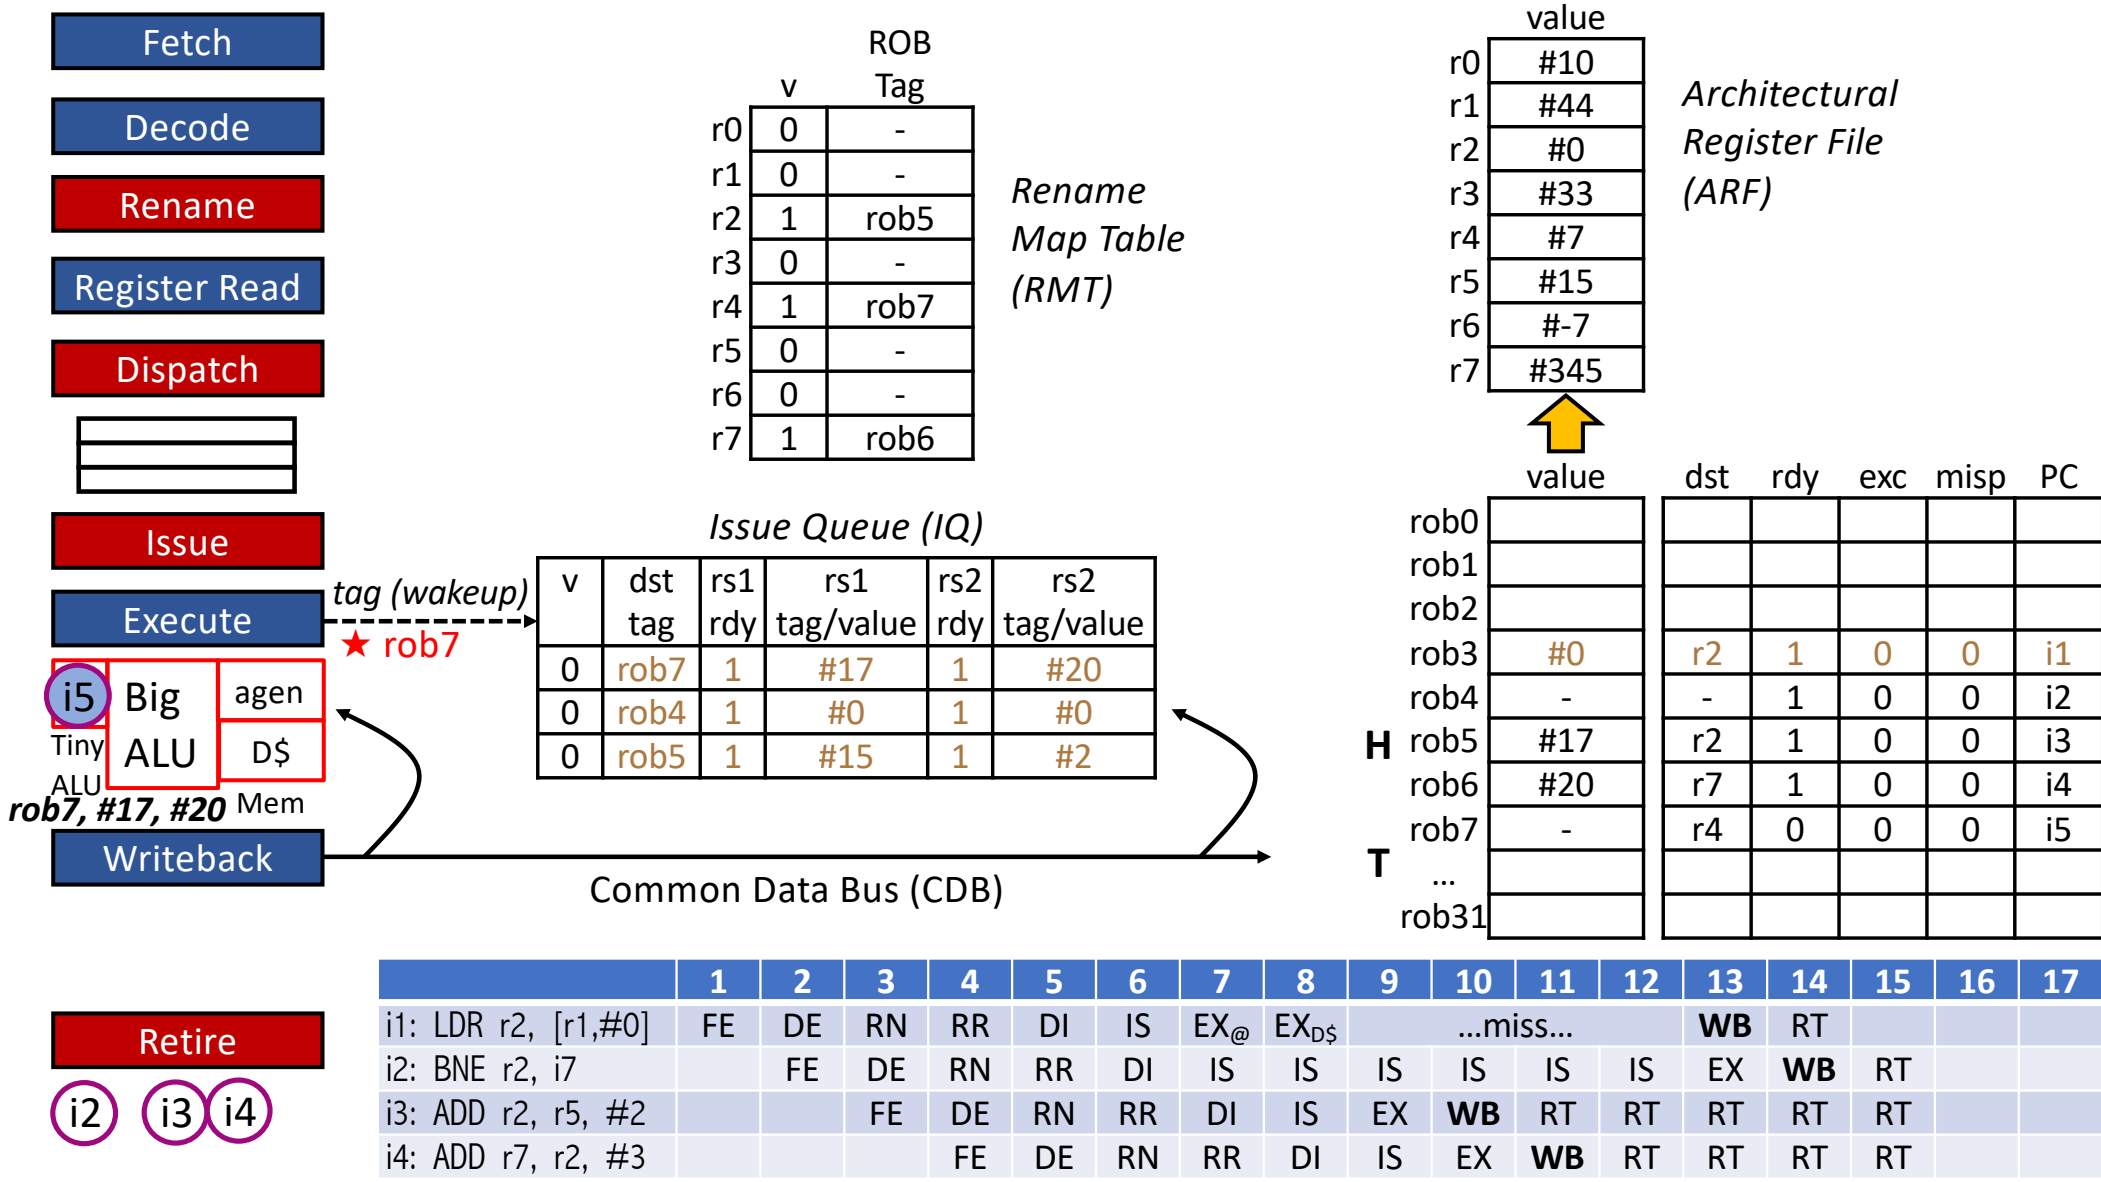 Fetch
Decode
Rename
Register Read
Dispatch
Issue
Execute
tag (wakeup)
★ rob7
i5 Big ALU agen
Tiny ALU D$
rob7, #17, #20 Mem
Writeback
Common Data Bus (CDB)
Retire
i2 i3 i4
ROB
v Tag
r0 0 -
r1 0 -
r2 1 rob5
r3 0 -
r4 1 rob7
r5 0 -
r6 0 -
r7 1 rob6
Rename
Map Table
(RMT)
Issue Queue (IQ)
v dst rs1 rs1 rs2 rs2
tag rdy tag/value rdy tag/value
0 rob7 1 #17 1 #20
0 rob4 1 #0 1 #0
0 rob5 1 #15 1 #2
value
r0 #10
r1 #44
r2 #0
r3 #33
r4 #7
r5 #15
r6 #-7
r7 #345
Architectural
Register File
(ARF)
value dst rdy exc misp PC
rob0
rob1
rob2
rob3 #0 r2 1 0 0 i1
rob4 - - 1 0 0 i2
H rob5 #17 r2 1 0 0 i3
rob6 #20 r7 1 0 0 i4
rob7 - r4 0 0 0 i5
T ...
rob31
1 2 3 4 5 6 7 8 9 10 11 12 13 14 15 16 17
i1: LDR r2, [r1,#0] FE DE RN RR DI IS EX@ EXD$ ...miss... WB RT
i2: BNE r2, i7 FE DE RN RR DI IS IS IS IS IS IS EX WB RT
i3: ADD r2, r5, #2 FE DE RN RR DI IS EX WB RT RT RT RT RT
i4: ADD r7, r2, #3 FE DE RN RR DI IS EX WB RT RT RT RT